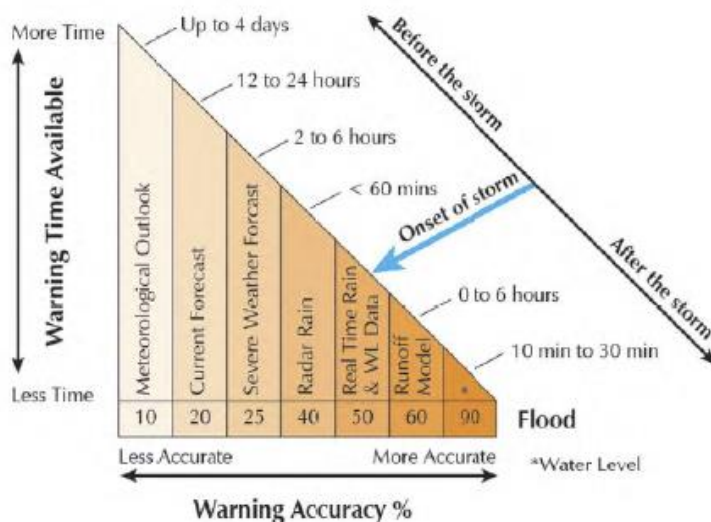 More Time
Up to 4 days
12 to 24 hours
2 to 6 hours
< 60 mins
0 to 6 hours
10 min to 30 min
Before the storm
Onset of storm
After the storm
Warning Time Available
Less Time
Meteorological Outlook
Current Forecast
Severe Weather Forcast
Radar Rain
Real Time Rain
& WL Data
Runoff
Model
*
10 20 25 40 50 60 90 Flood
Less Accurate More Accurate *Water Level
Warning Accuracy %